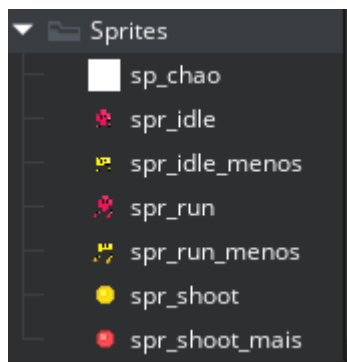 Sprites
sp_chao
spr_idle
spr_idle_menos
spr_run
spr_run_menos
spr_shoot
spr_shoot_mais